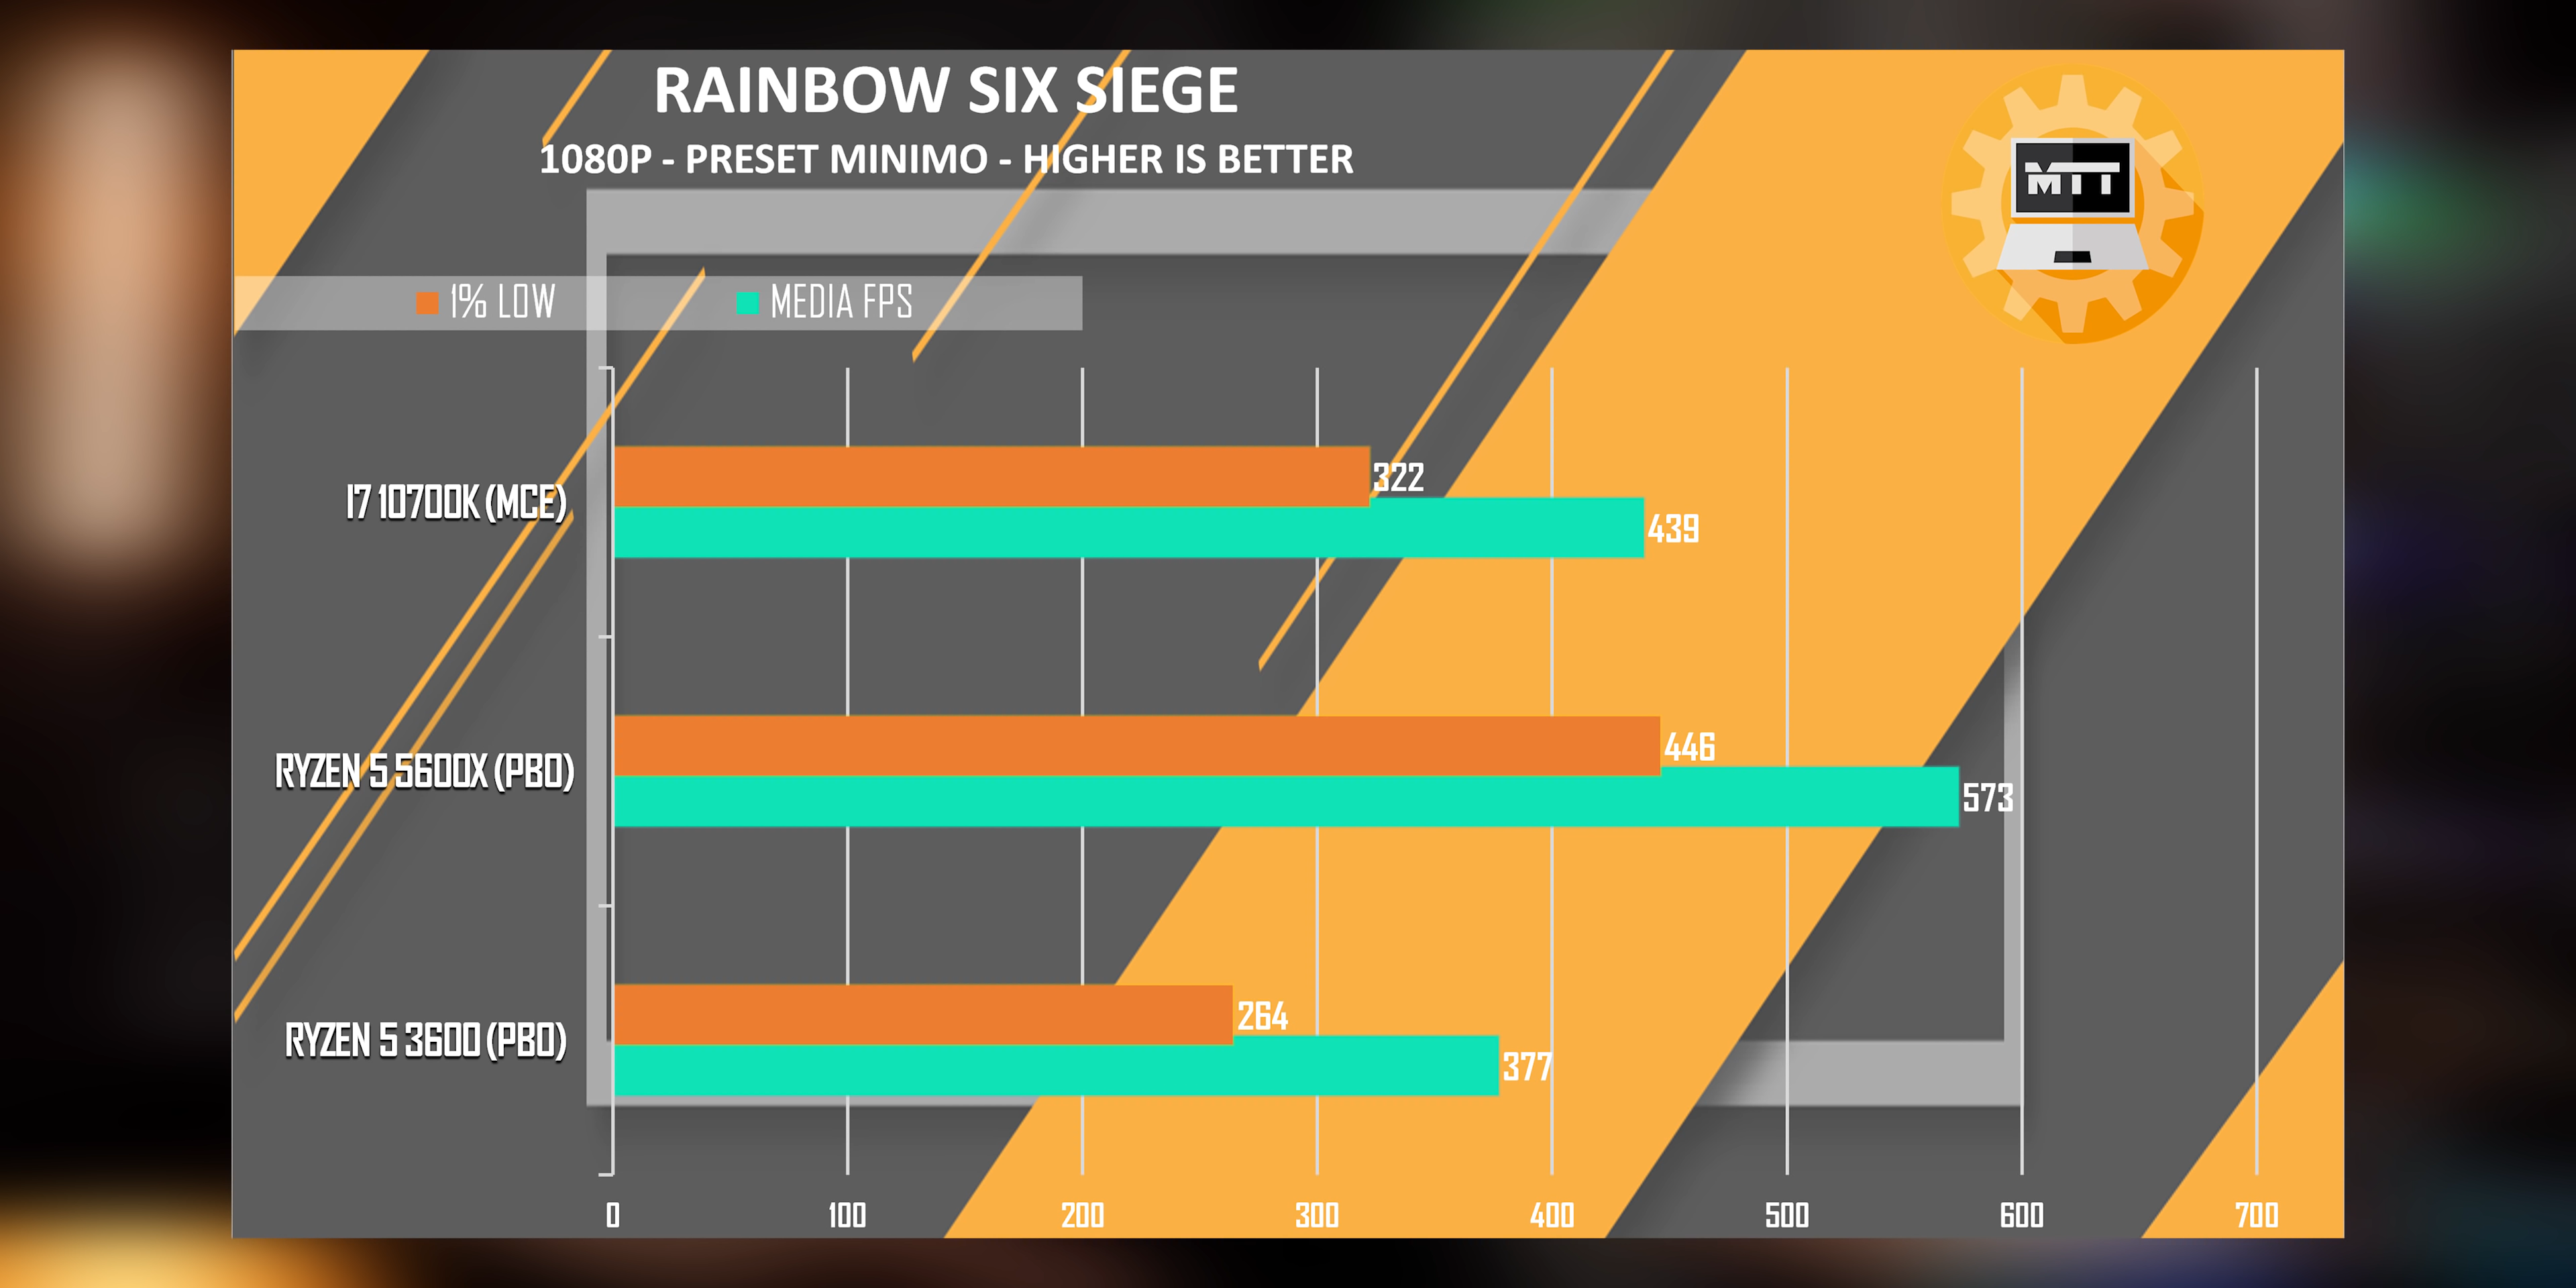 RAINBOW SIX SIEGE
1080P - PRESET MINIMO - HIGHER IS BETTER
MTT
1% LOW
MEDIA FPS
I7 10700K (MCE)
322
439
RYZEN 5 5600X (PBO)
446
573
RYZEN 5 3600 (PBO)
264
377
0 100 200 300 400 500 600 700